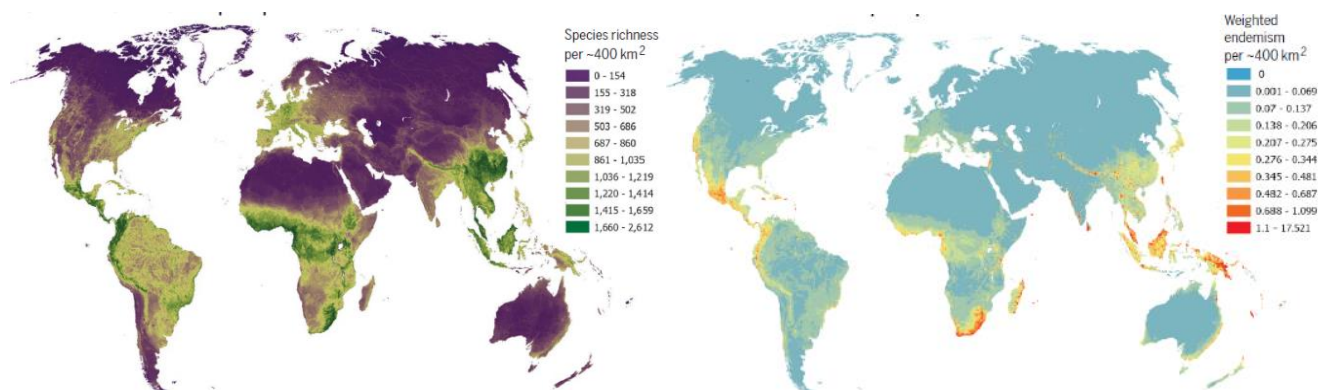 Species richness
per ~400 km²
0 - 154
155 - 318
319 - 502
503 - 686
687 - 860
861 - 1,035
1,036 - 1,219
1,220 - 1,414
1,415 - 1,659
1,660 - 2,612
Weighted
endemism
per ~400 km²
0
0.001 - 0.069
0.07 - 0.137
0.138 - 0.206
0.207 - 0.275
0.276 - 0.344
0.345 - 0.481
0.482 - 0.687
0.688 - 1.099
1.1 - 17.521